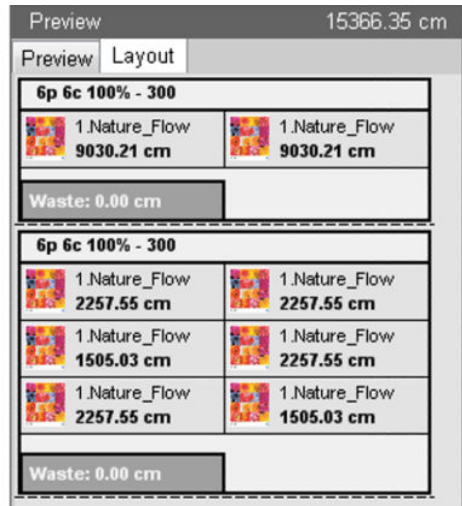 Preview 15366.35 cm
Preview Layout
6p 6c 100% - 300
1.Nature_Flow 1.Nature_Flow
9030.21 cm 9030.21 cm
Waste: 0.00 cm
6p 6c 100% - 300
1.Nature_Flow 1.Nature_Flow
2257.55 cm 2257.55 cm
1.Nature_Flow 1.Nature_Flow
1505.03 cm 2257.55 cm
1.Nature_Flow 1.Nature_Flow
2257.55 cm 1505.03 cm
Waste: 0.00 cm